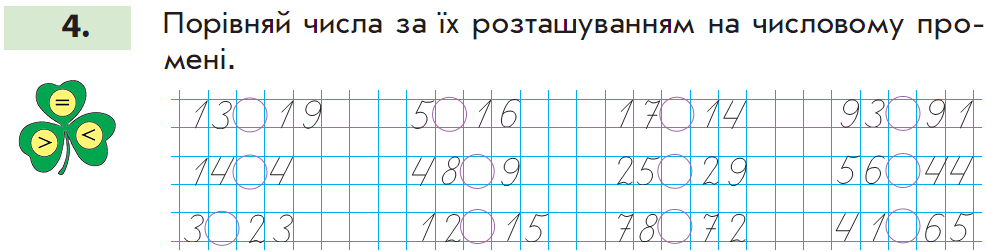 4. Порівняй числа за їх розташуванням на числовому про-
мені.
=
> <
13 ◯ 19 5 ◯ 16 17 ◯ 14 93 ◯ 91
14 ◯ 4 48 ◯ 9 25 ◯ 29 56 ◯ 44
3 ◯ 23 12 ◯ 15 78 ◯ 72 41 ◯ 65